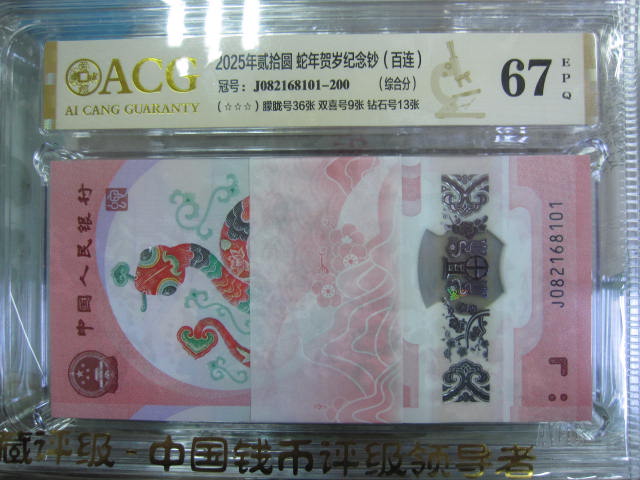 ACG
AI CANG GUARANTY
2025年贰拾圆 蛇年贺岁纪念钞（百连）
冠号：J082168101-200 （综合分）
（☆☆☆）朦胧号36张 双喜号9张 钻石号13张
67
EPQ
中国人民银行
J082168101
藏评级-中国钱币评级领导者